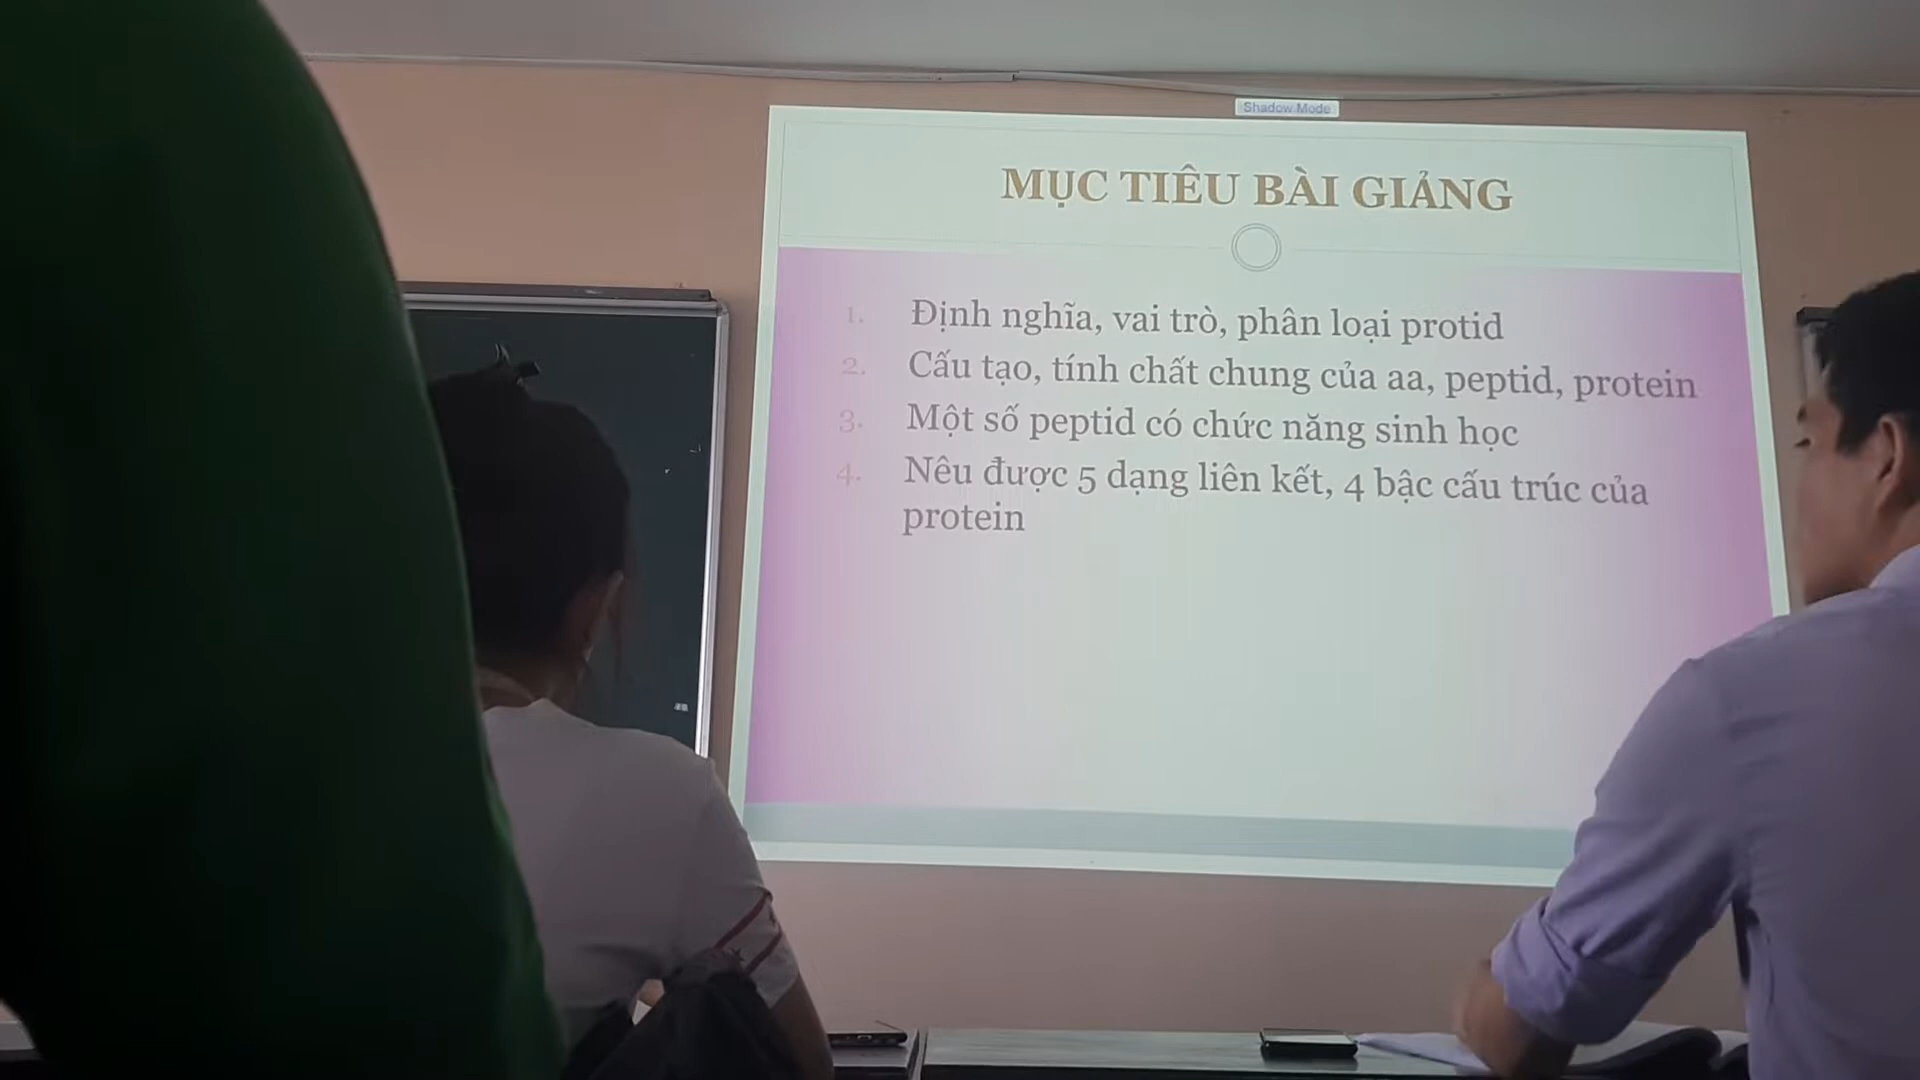 Shadow Mode
MỤC TIÊU BÀI GIẢNG
1. Định nghĩa, vai trò, phân loại protid
2. Cấu tạo, tính chất chung của aa, peptid, protein
3. Một số peptid có chức năng sinh học
4. Nêu được 5 dạng liên kết, 4 bậc cấu trúc của
protein